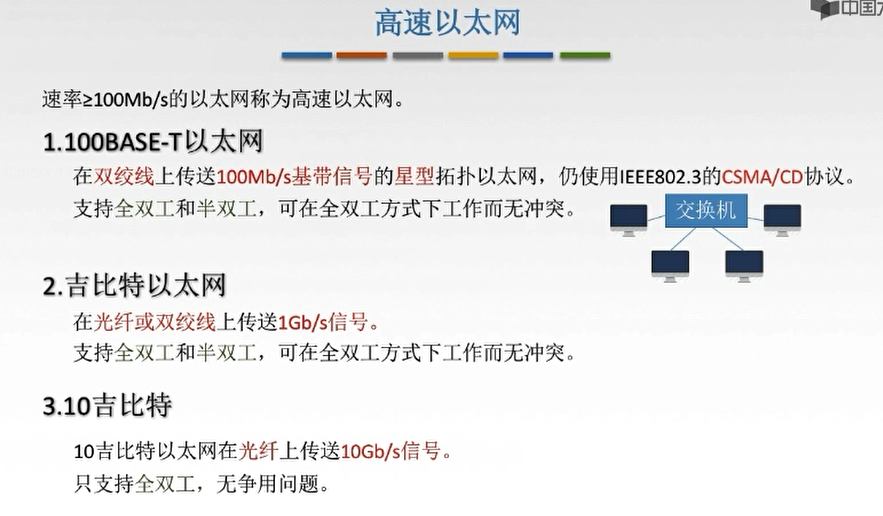 中国
高速以太网
速率≥100Mb/s的以太网称为高速以太网。
1.100BASE-T以太网
在双绞线上传送100Mb/s基带信号的星型拓扑以太网，仍使用IEEE802.3的CSMA/CD协议。
支持全双工和半双工，可在全双工方式下工作而无冲突。
交换机
2.吉比特以太网
在光纤或双绞线上传送1Gb/s信号。
支持全双工和半双工，可在全双工方式下工作而无冲突。
3.10吉比特
10吉比特以太网在光纤上传送10Gb/s信号。
只支持全双工，无争用问题。